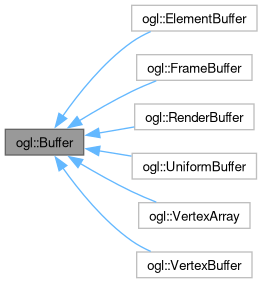 ogl::ElementBuffer
ogl::FrameBuffer
ogl::RenderBuffer
ogl::Buffer
ogl::UniformBuffer
ogl::VertexArray
ogl::VertexBuffer